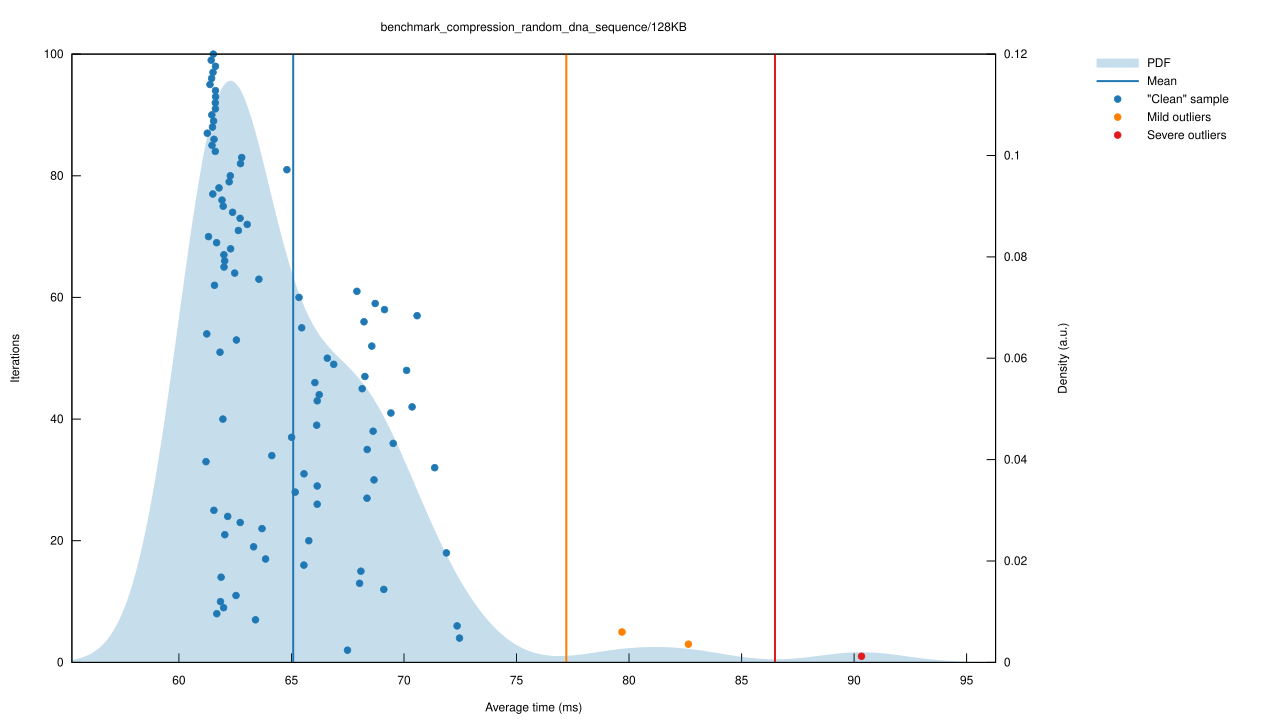 benchmark_compression_random_dna_sequence/128KB
100
80
60
40
20
0
Iterations
60
65
70
75
80
85
90
95
Average time (ms)
0.12
0.1
0.08
0.06
0.04
0.02
0
Density (a.u.)
PDF
Mean
"Clean" sample
Mild outliers
Severe outliers